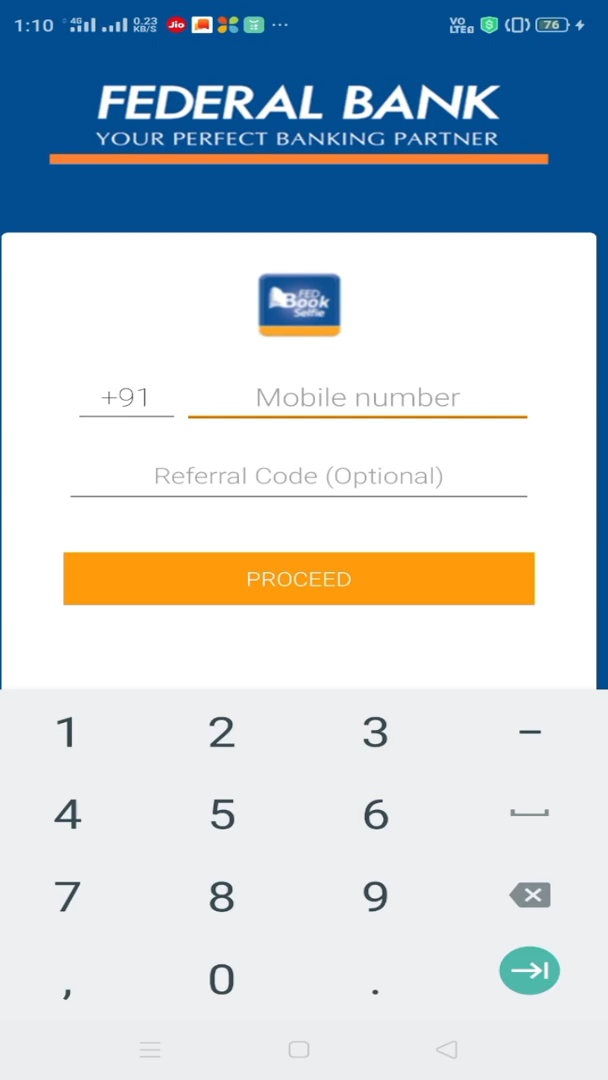 1:10 4G 0.23 KB/S Jio ... VO LTE 76
FEDERAL BANK
YOUR PERFECT BANKING PARTNER
FED
Book
Selfie
+91 Mobile number
Referral Code (Optional)
PROCEED
1 2 3 –
4 5 6
7 8 9
, 0 .